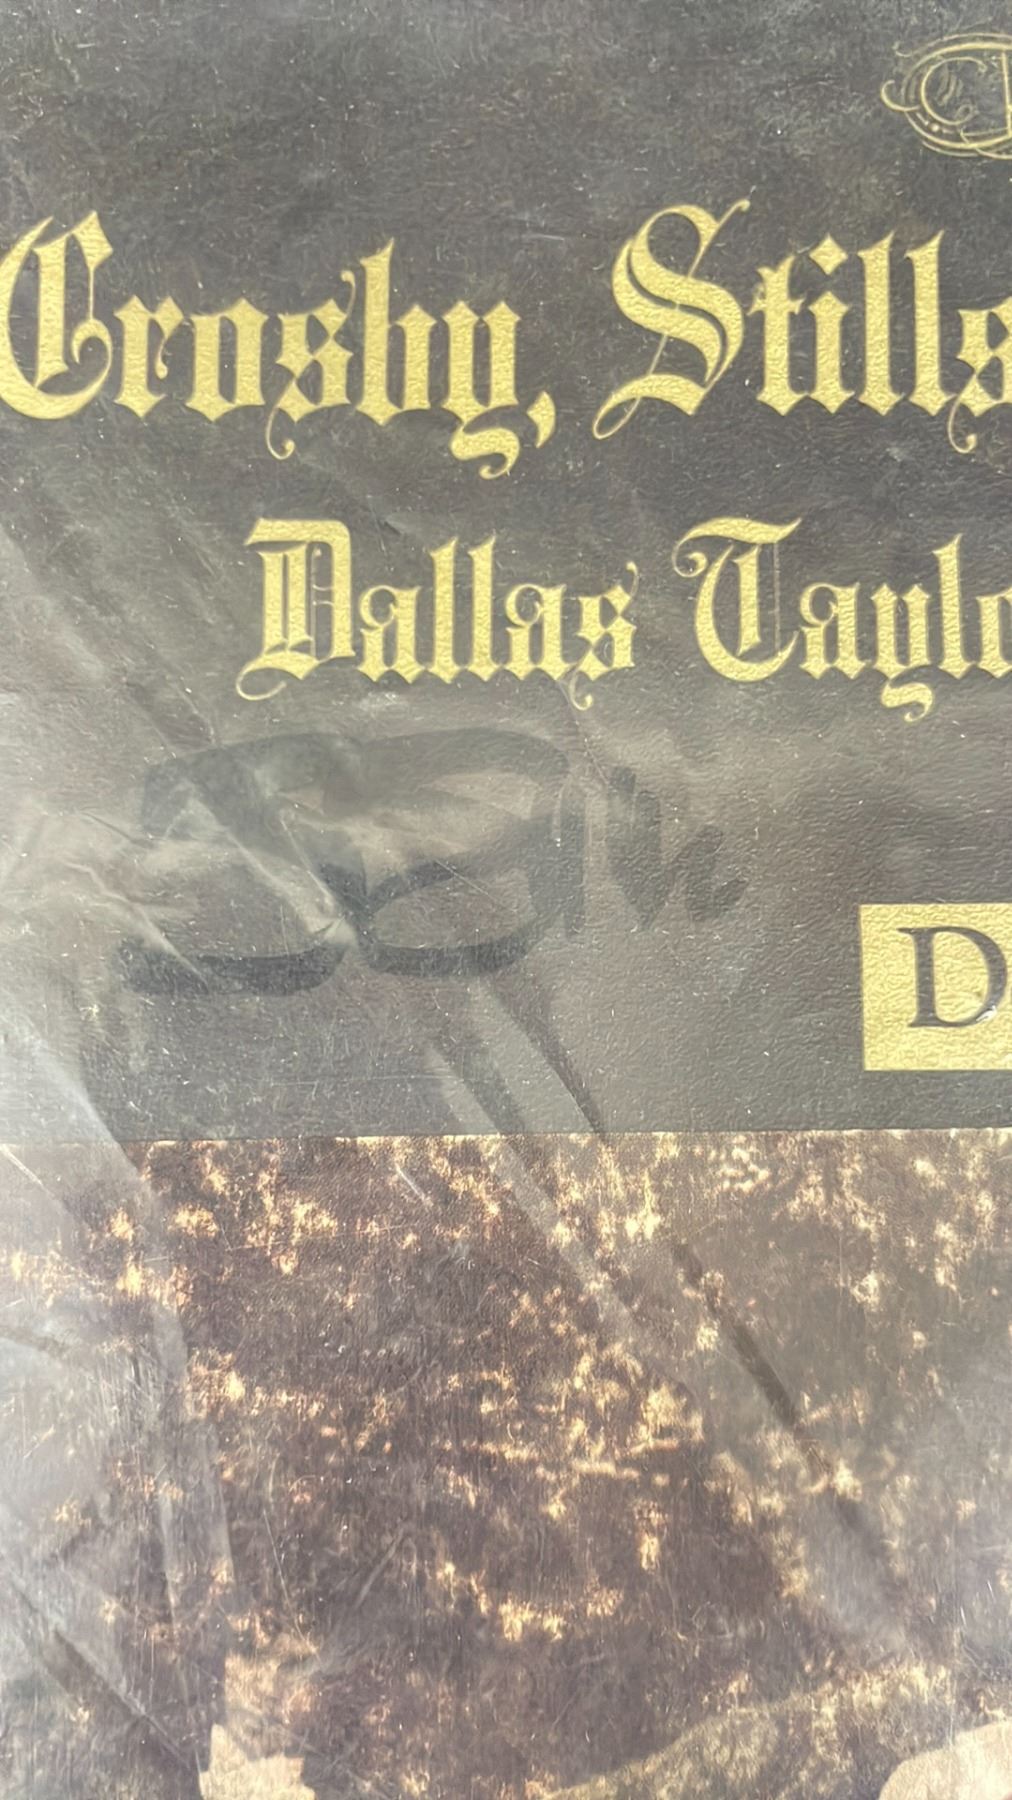 Crosby, Stills
Dallas Taylo
D